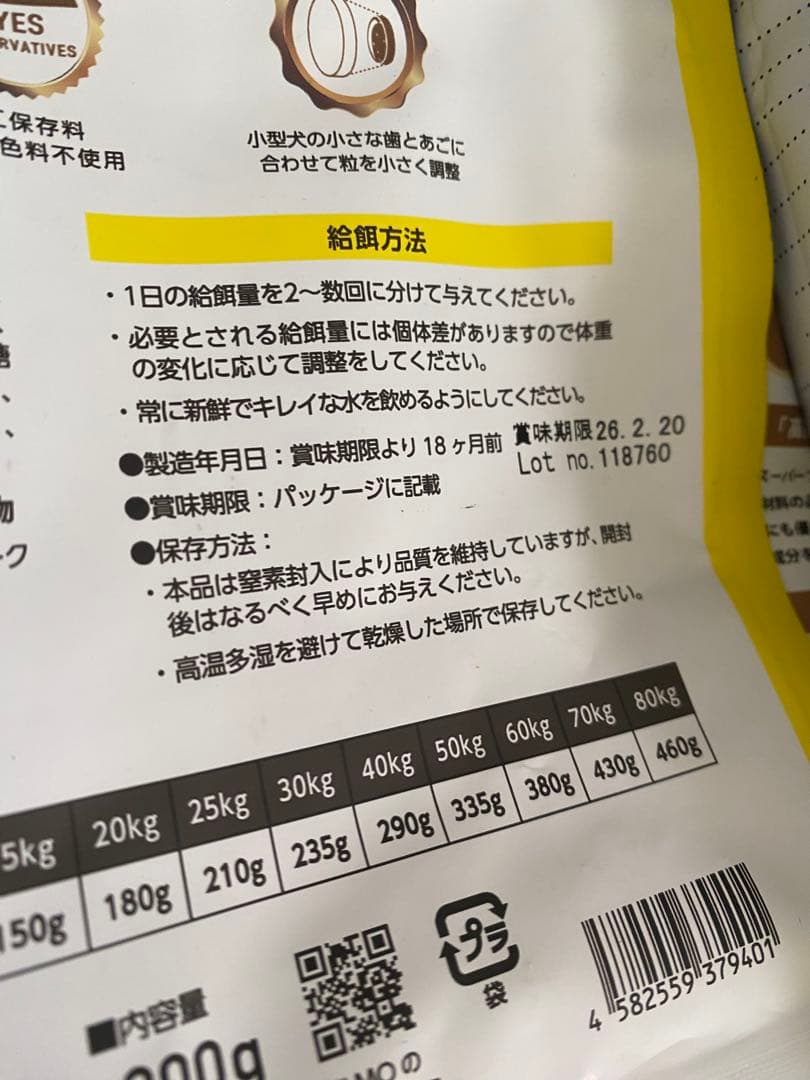 YES
RVATIVES
保存料
色料不使用
小型犬の小さな歯とあごに
合わせて粒を小さく調整
給餌方法
・1日の給餌量を2〜数回に分けて与えてください。
・必要とされる給餌量には個体差がありますので体重
の変化に応じて調整をしてください。
・常に新鮮でキレイな水を飲めるようにしてください。
●製造年月日：賞味期限より18ヶ月前
賞味期限26.2.20
Lot no.118760
●賞味期限：パッケージに記載
●保存方法：
・本品は窒素封入により品質を維持していますが、開封
後はなるべく早めにお与えください。
・高温多湿を避けて乾燥した場所で保存してください。
5kg 20kg 25kg 30kg 40kg 50kg 60kg 70kg 80kg
150g 180g 210g 235g 290g 335g 380g 430g 460g
プラ
袋
4 582559 379401
■内容量
00g
MOの
物
ク